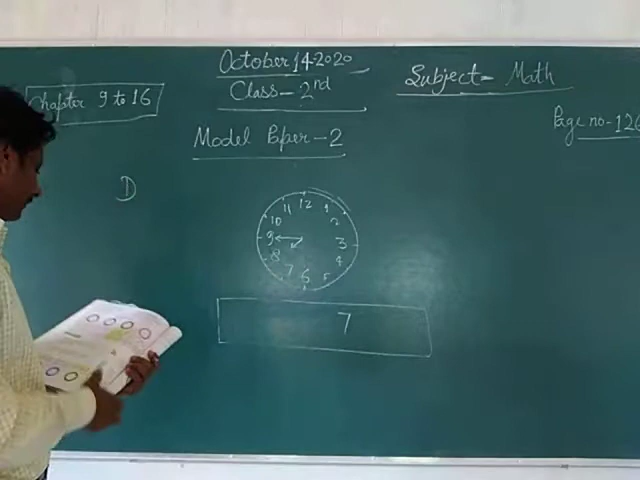 October 14-2020
Class- 2nd
Subject- Math
Chapter 9 to 16
Page no- 126
Model Paper-2
D
12
11 1
10 2
9 3
8 4
7 5
6
7